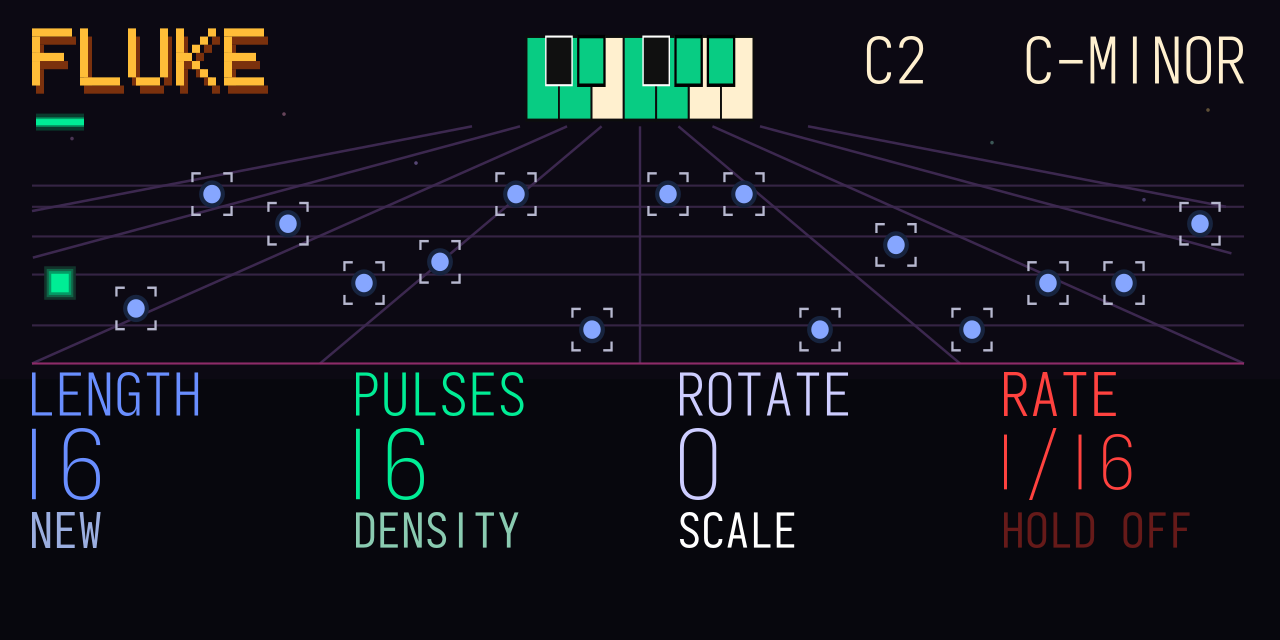 FLUKE C2 C-MINOR
LENGTH PULSES ROTATE RATE
16 16 0 1/16
NEW DENSITY SCALE HOLD OFF